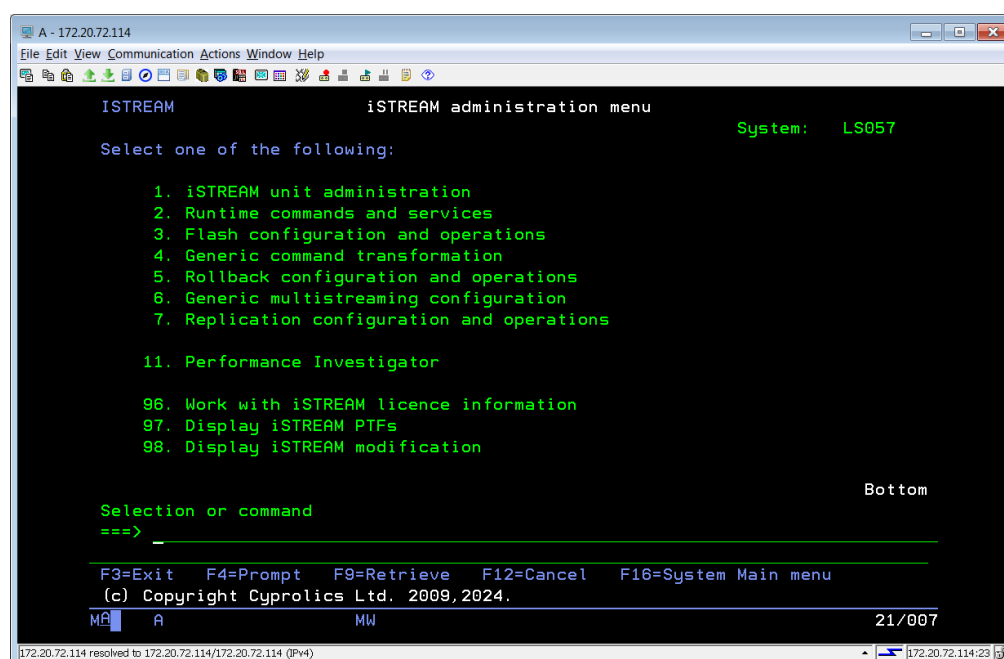 A - 172.20.72.114
File Edit View Communication Actions Window Help
ISTREAM iSTREAM administration menu
System: LS057
Select one of the following:
1. iSTREAM unit administration
2. Runtime commands and services
3. Flash configuration and operations
4. Generic command transformation
5. Rollback configuration and operations
6. Generic multistreaming configuration
7. Replication configuration and operations
11. Performance Investigator
96. Work with iSTREAM licence information
97. Display iSTREAM PTFs
98. Display iSTREAM modification
Bottom
Selection or command
===>
F3=Exit F4=Prompt F9=Retrieve F12=Cancel F16=System Main menu
(c) Copyright Cyprolics Ltd. 2009,2024.
MA A MW 21/007
172.20.72.114 resolved to 172.20.72.114/172.20.72.114 (IPv4) 172.20.72.114:23